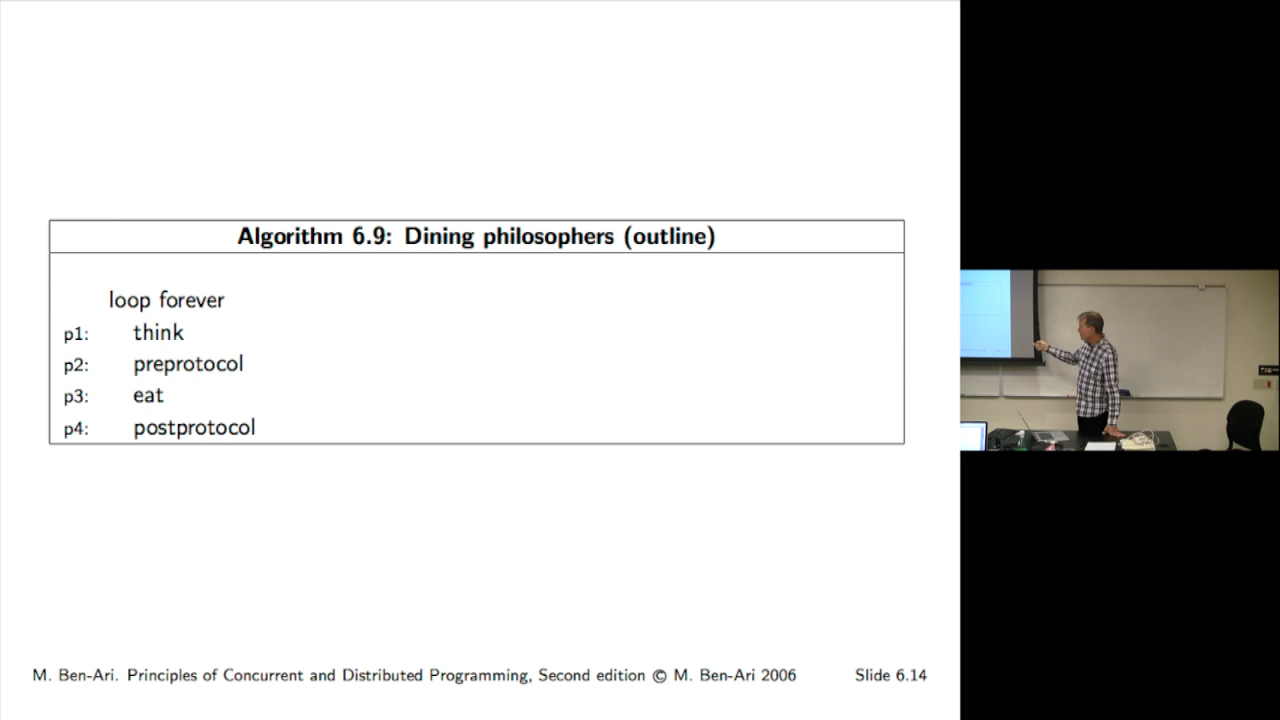 Algorithm 6.9: Dining philosophers (outline)
loop forever
p1: think
p2: preprotocol
p3: eat
p4: postprotocol
M. Ben-Ari. Principles of Concurrent and Distributed Programming, Second edition © M. Ben-Ari 2006 Slide 6.14